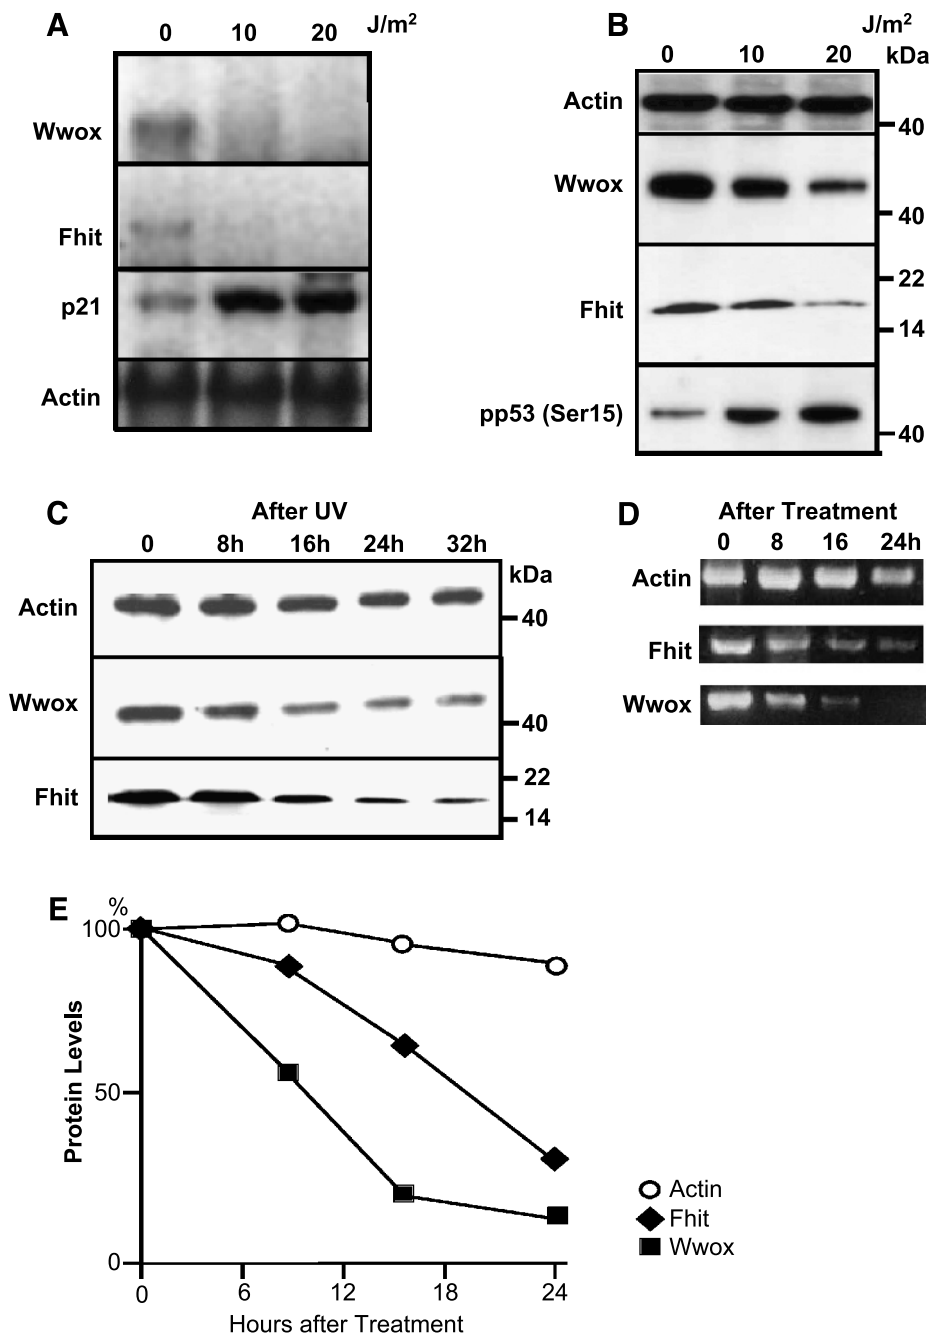 A
0 10 20 J/m²
Wwox
Fhit
p21
Actin
B
J/m²
0 10 20 kDa
Actin
40
Wwox
40
22
Fhit
14
pp53 (Ser15)
40
C
After UV
0 8h 16h 24h 32h
kDa
Actin
40
Wwox
40
22
Fhit
14
D
After Treatment
0 8 16 24h
Actin
Fhit
Wwox
E
%
100
50
0
Protein Levels
0 6 12 18 24
Hours after Treatment
Actin
Fhit
Wwox